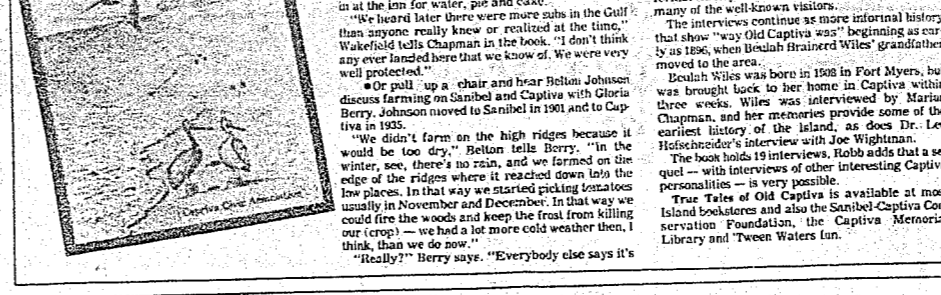 Captiva Civic Association
in at the inn for water, pie and cake.
"We heard later there were more subs in the Gulf
than anyone really knew or realized at the time,"
Wakefield tells Chapman in the book. "I don't think
any ever landed here that we know of. We were very
well protected."
●Or pull up a chair and hear Belton Johnson
discuss farming on Sanibel and Captiva with Gloria
Berry. Johnson moved to Sanibel in 1901 and to Cap-
tiva in 1935.
"We didn't farm on the high ridges because it
would be too dry," Belton tells Berry. "in the
winter, see, there's no rain, and we farmed on the
edge of the ridges where it reached down into the
low places. In that way we started picking tomatoes
usually in November and December. In that way we
could fire the woods and keep the frost from killing
our (crop) — we had a lot more cold weather then, I
think, than we do now."
"Really?" Berry says. "Everybody else says it's
many of the well-known visitors.
The interviews continue as more informal history
that show "way Old Captiva was" beginning as ear
ly as 1896, when Beulah Brainerd Wiles' grandfather
moved to the area.
Beulah Wiles was born in 1908 in Fort Myers, bu
was brought back to her home in Captiva within
three weeks. Wiles was interviewed by Marian
Chapman, and her memories provide some of the
earliest history of the Island, as does Dr. Le
Hofschneider's interview with Joe Wightman.
The book holds 19 interviews. Robb adds that a se
quel — with interviews of other interesting Captiv
personalities — is very possible.
True Tales of Old Captiva is available at mos
Island bookstores and also the Sanibel-Captiva Con
servation Foundation, the Captiva Memoria
Library and 'Tween Waters Inn.